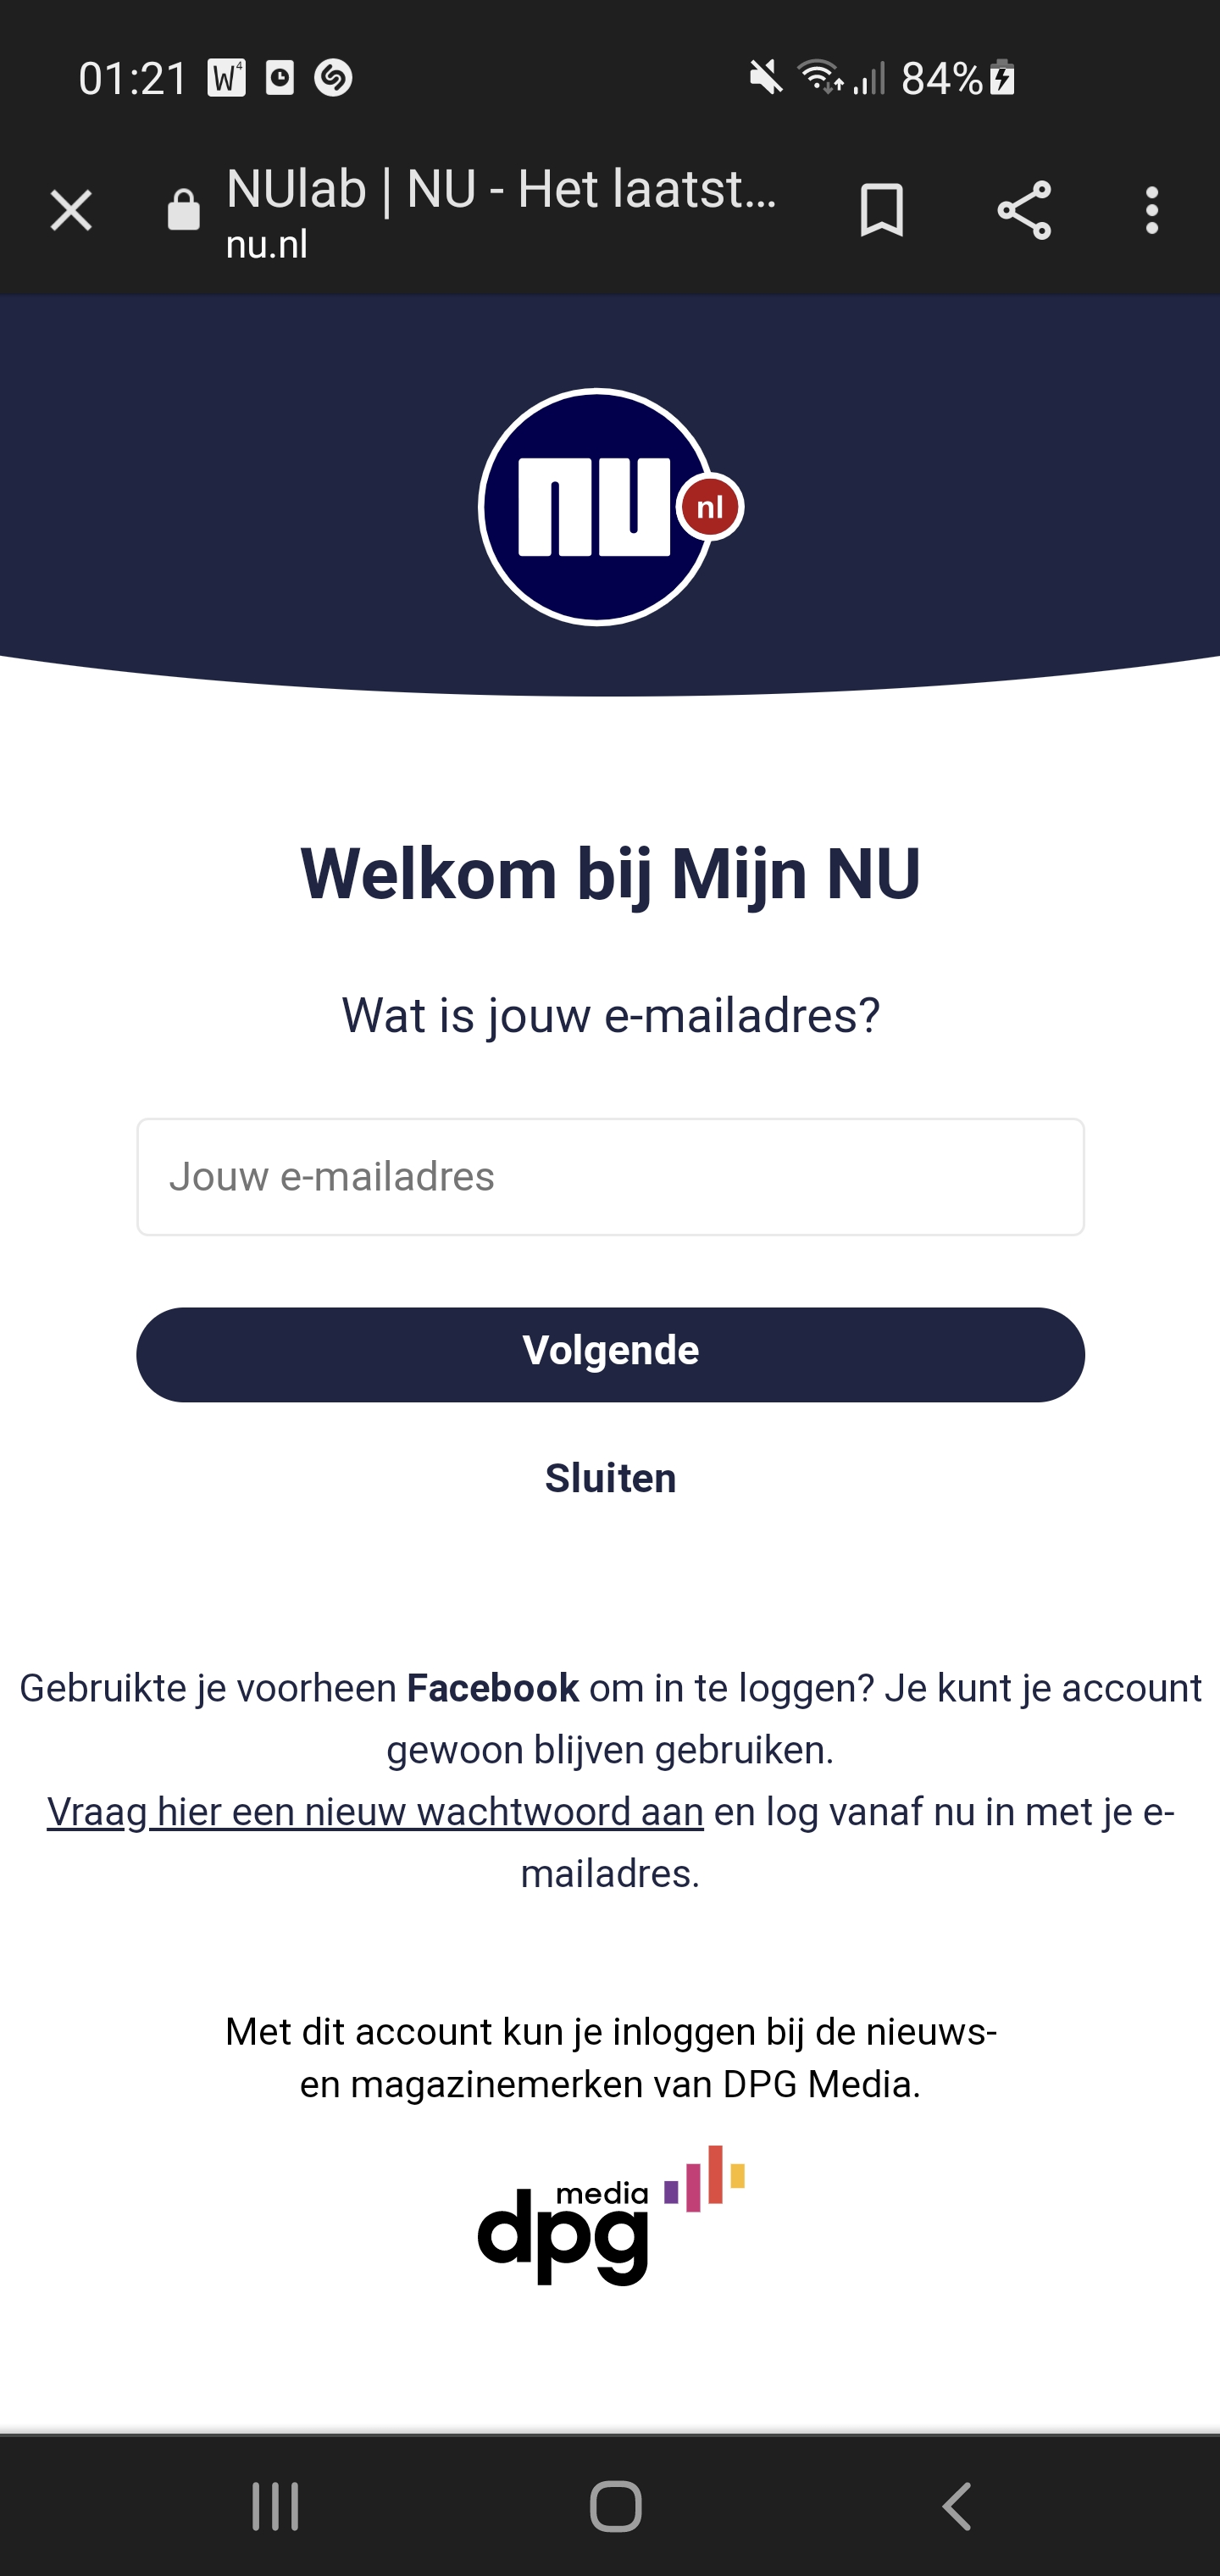 01:21 W4 84%
NUlab | NU - Het laatst...
nu.nl
nu nl
Welkom bij Mijn NU
Wat is jouw e-mailadres?
Jouw e-mailadres
Volgende
Sluiten
Gebruikte je voorheen Facebook om in te loggen? Je kunt je account
gewoon blijven gebruiken.
Vraag hier een nieuw wachtwoord aan en log vanaf nu in met je e-
mailadres.
Met dit account kun je inloggen bij de nieuws-
en magazinemerken van DPG Media.
media
dpg